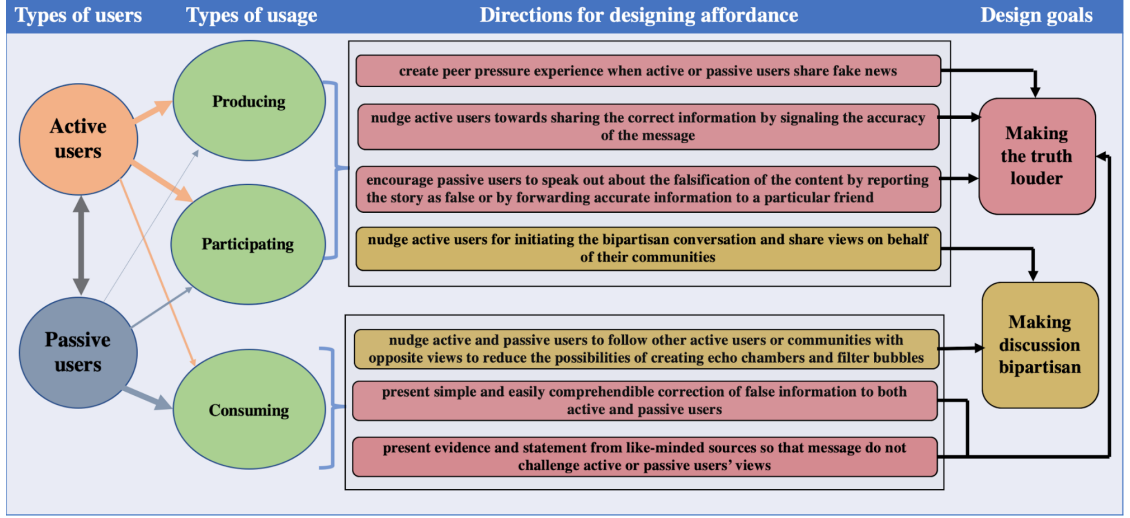 Types of users
Types of usage
Directions for designing affordance
Design goals
Active
users
Passive
users
Producing
Participating
Consuming
create peer pressure experience when active or passive users share fake news
nudge active users towards sharing the correct information by signaling the accuracy
of the message
encourage passive users to speak out about the falsification of the content by reporting
the story as false or by forwarding accurate information to a particular friend
nudge active users for initiating the bipartisan conversation and share views on behalf
of their communities
nudge active and passive users to follow other active users or communities with
opposite views to reduce the possibilities of creating echo chambers and filter bubbles
present simple and easily comprehendible correction of false information to both
active and passive users
present evidence and statement from like-minded sources so that message do not
challenge active or passive users’ views
Making
the truth
louder
Making
discussion
bipartisan